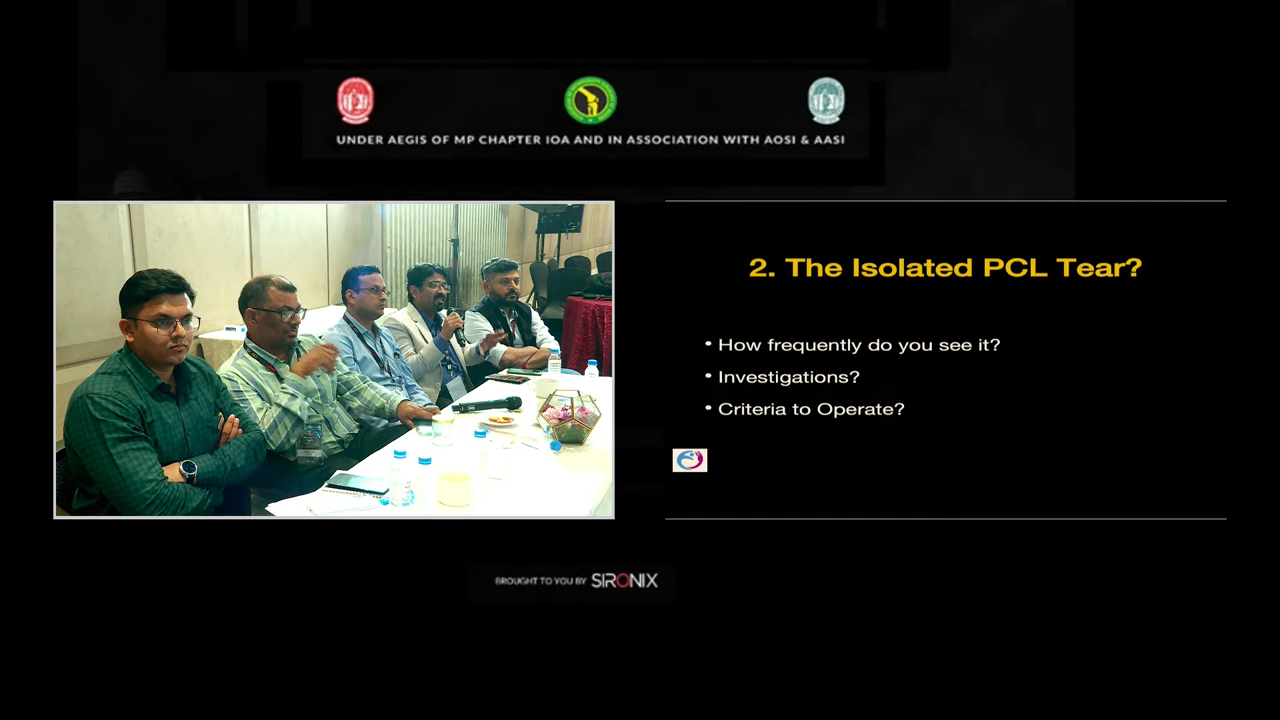 UNDER AEGIS OF MP CHAPTER IOA AND IN ASSOCIATION WITH AOSI & AASI
2. The Isolated PCL Tear?
• How frequently do you see it?
• Investigations?
• Criteria to Operate?
BROUGHT TO YOU BY SIRONIX